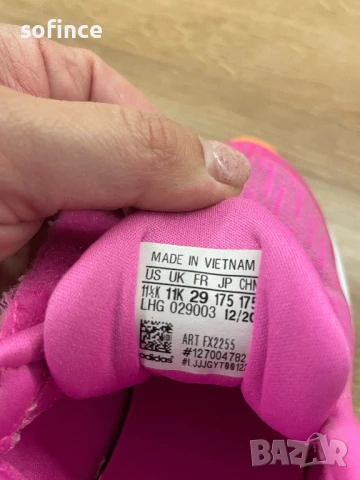 sofince
MADE IN VIETNAM
US UK FR JP CHN
11½K 11K 29 175 175
LHG 029003 12/20
ART FX2255
#127004782
adidas
BAZAR